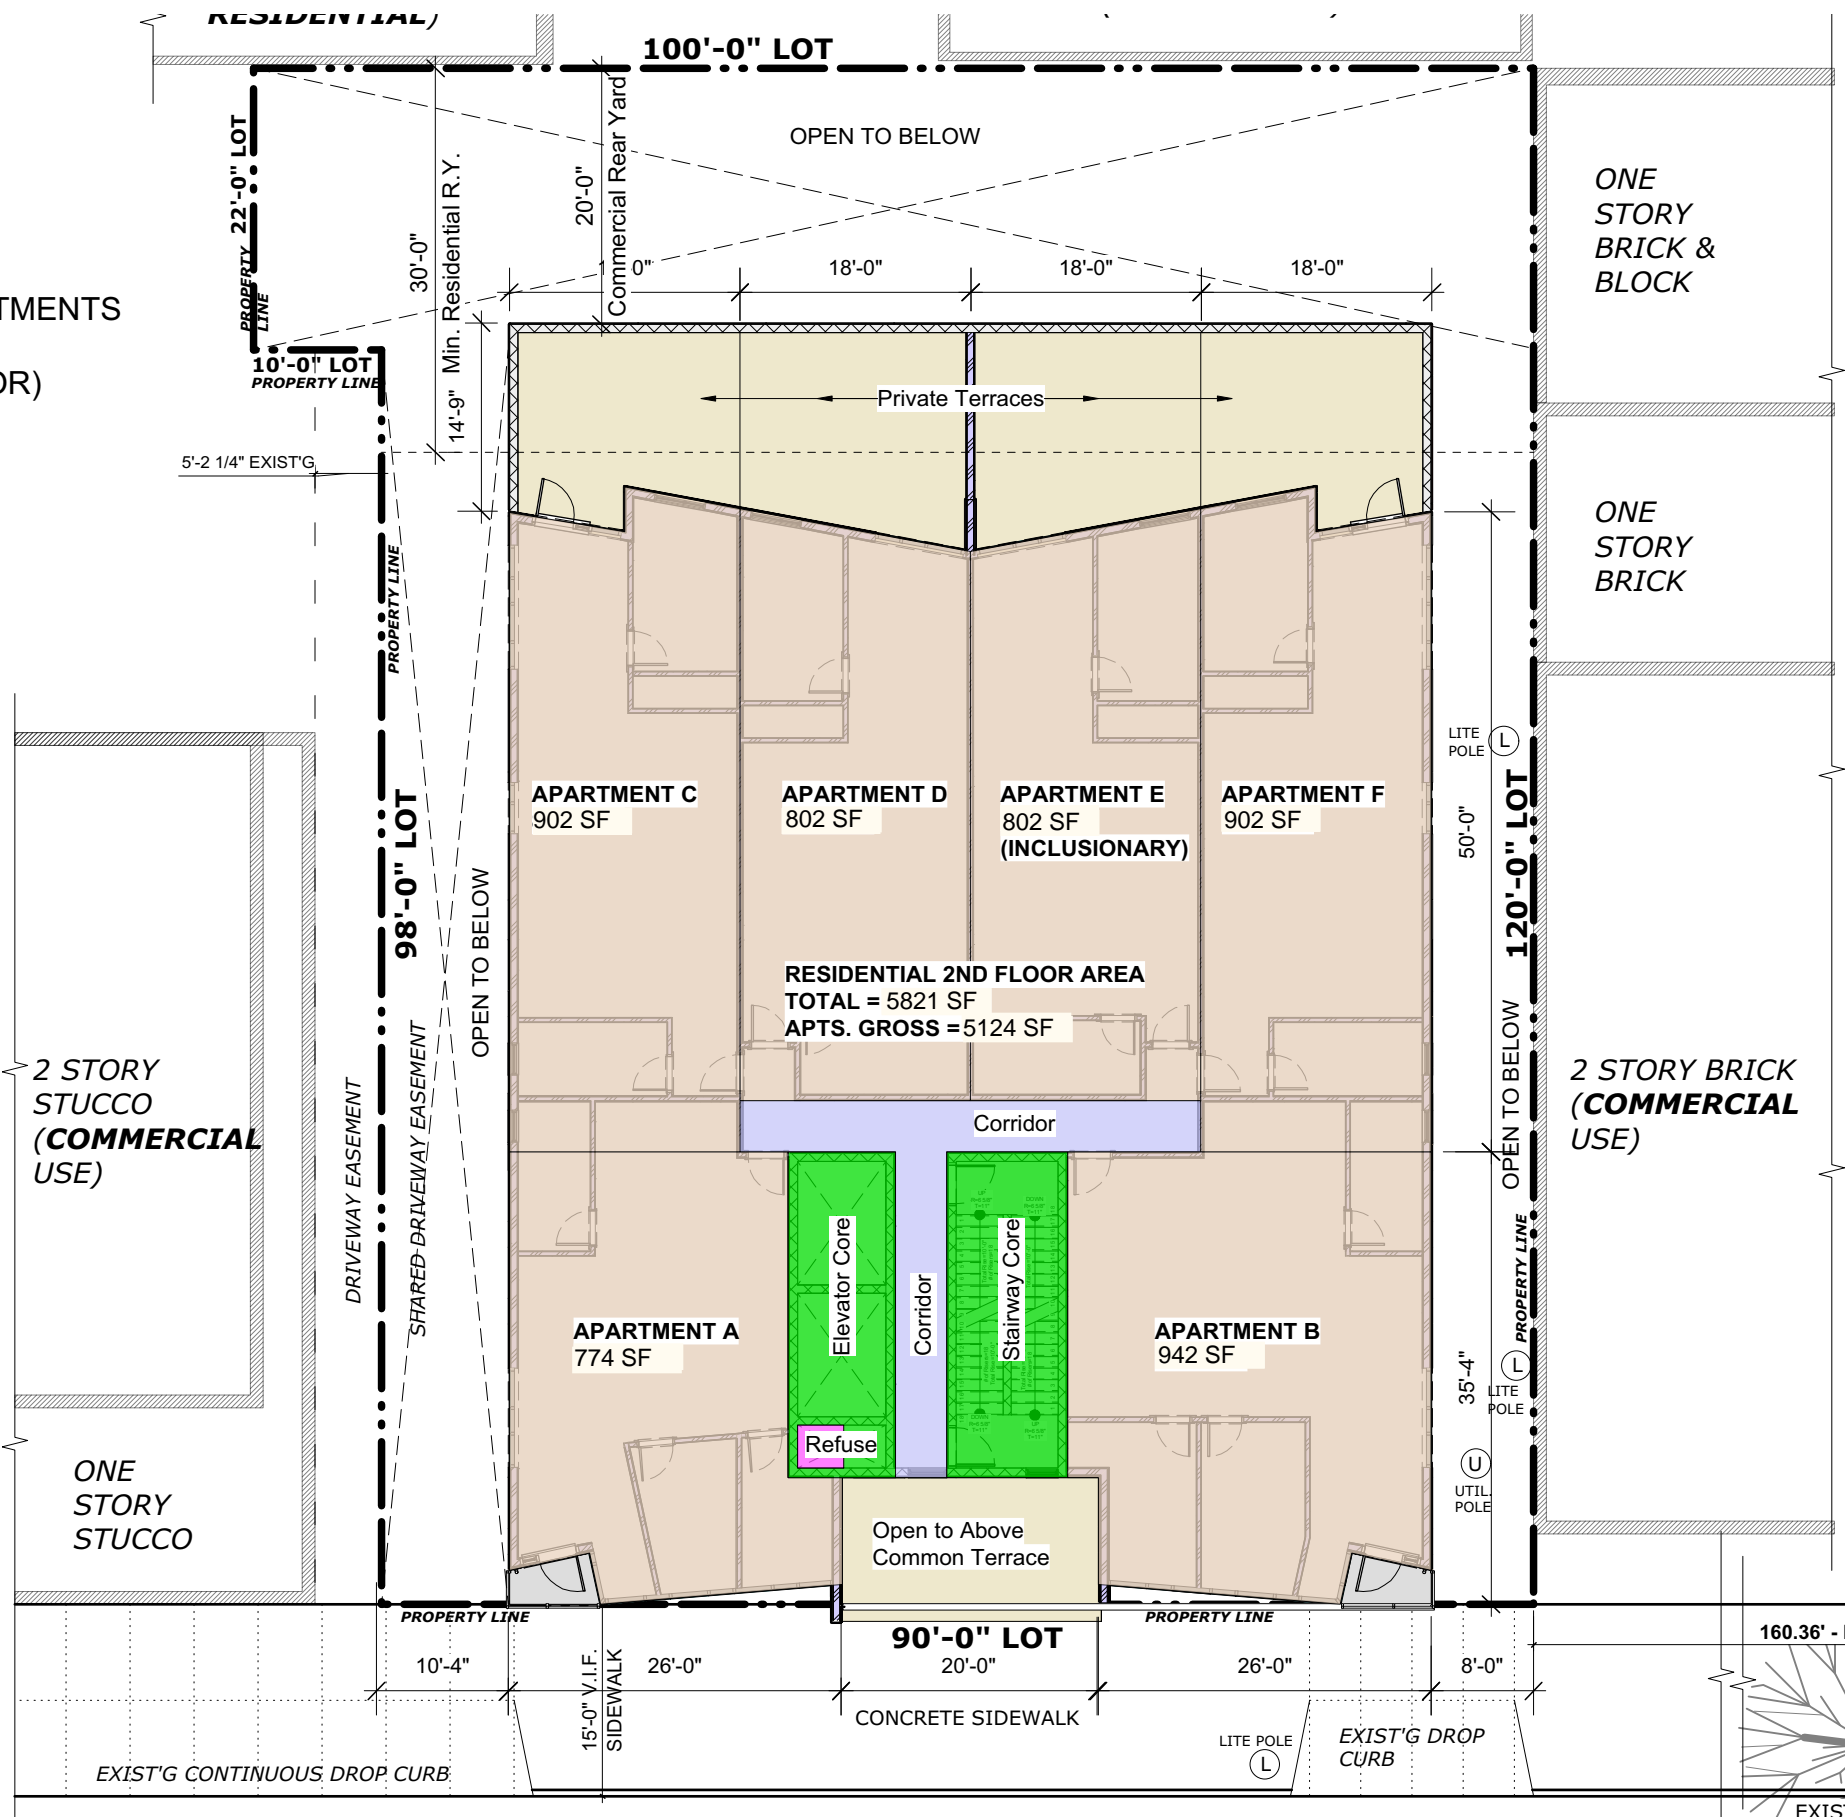 RESIDENTIAL)
100'-0" LOT
OPEN TO BELOW
PROPERTY LINE
22'-0" LOT
30'-0"
Min. Residential R.Y.
20'-0"
Commercial Rear Yard
0"
18'-0"
18'-0"
18'-0"
ONE
STORY
BRICK &
BLOCK
TMENTS
OR)
10'-0" LOT
PROPERTY LINE
14'-9"
Private Terraces
5'-2 1/4" EXIST'G
PROPERTY LINE
ONE
STORY
BRICK
LITE
POLE
L
APARTMENT C
902 SF
APARTMENT D
802 SF
APARTMENT E
802 SF
(INCLUSIONARY)
APARTMENT F
902 SF
98'-0" LOT
OPEN TO BELOW
50'-0"
120'-0" LOT
RESIDENTIAL 2ND FLOOR AREA
TOTAL = 5821 SF
APTS. GROSS = 5124 SF
2 STORY
STUCCO
(COMMERCIAL
USE)
DRIVEWAY EASEMENT
SHARED DRIVEWAY EASEMENT
Corridor
OPEN TO BELOW
2 STORY BRICK
(COMMERCIAL
USE)
Elevator Core
Corridor
Stairway Core
UP
DOWN
DOWN
UP
APARTMENT A
774 SF
APARTMENT B
942 SF
PROPERTY LINE
35'-4"
L
LITE
POLE
Refuse
U
UTIL.
POLE
ONE
STORY
STUCCO
Open to Above
Common Terrace
PROPERTY LINE
PROPERTY LINE
90'-0" LOT
160.36' -
10'-4"
15'-0" V.I.F.
SIDEWALK
26'-0"
20'-0"
26'-0"
8'-0"
CONCRETE SIDEWALK
LITE POLE
L
EXIST'G DROP
CURB
EXIST'G CONTINUOUS DROP CURB
EXIST